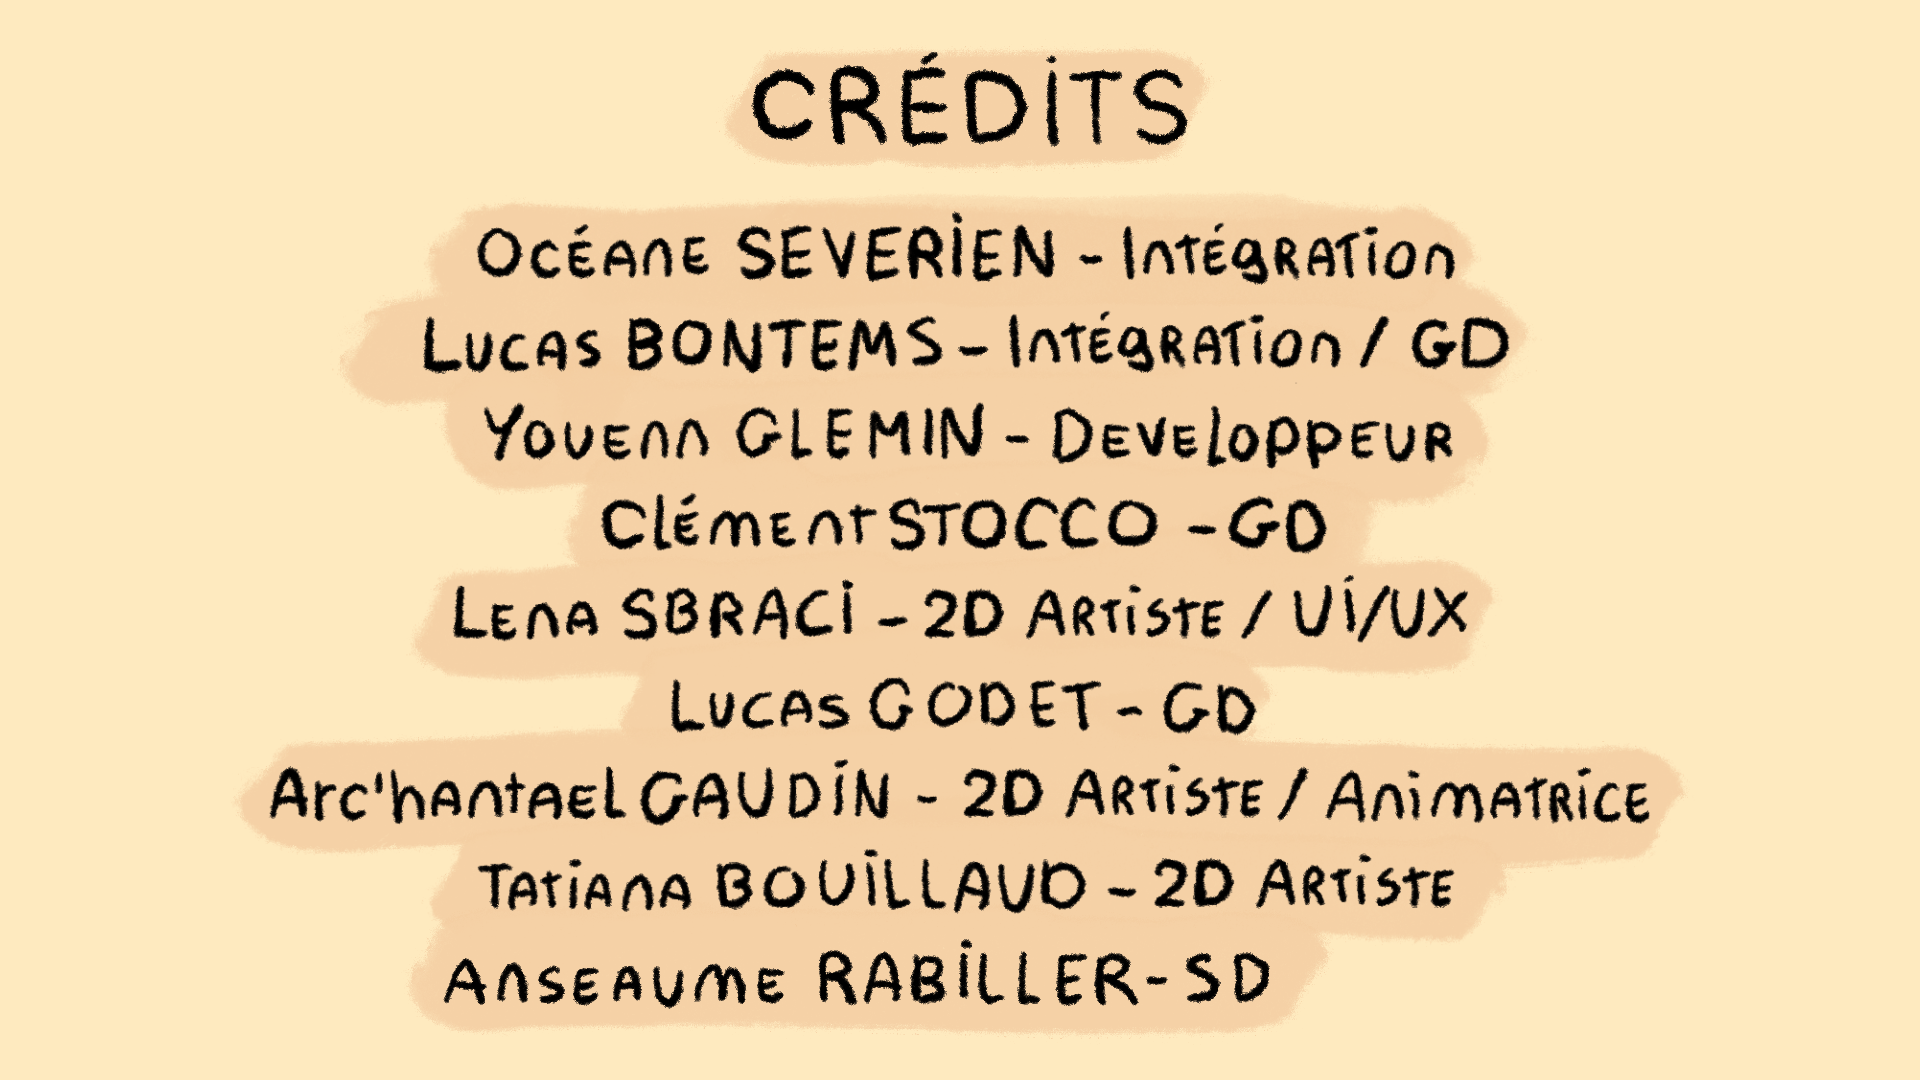 CRÉDITS
Océane SEVERIEN - Intégration
Lucas BONTEMS - Intégration / GD
Youenn GLEMIN - Developpeur
Clément STOCCO - GD
Lena SBRACI - 2D Artiste / UI/UX
Lucas GODET - GD
Arc'hantael GAUDIN - 2D Artiste / Animatrice
Tatiana BOUILLAUD - 2D Artiste
Anseaume RABILLER - SD